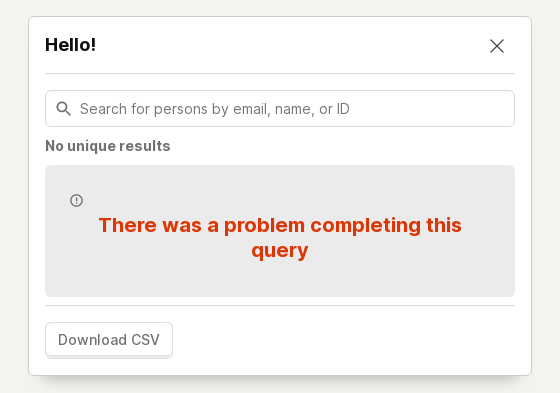 Hello!
Search for persons by email, name, or ID
No unique results
There was a problem completing this
query
Download CSV